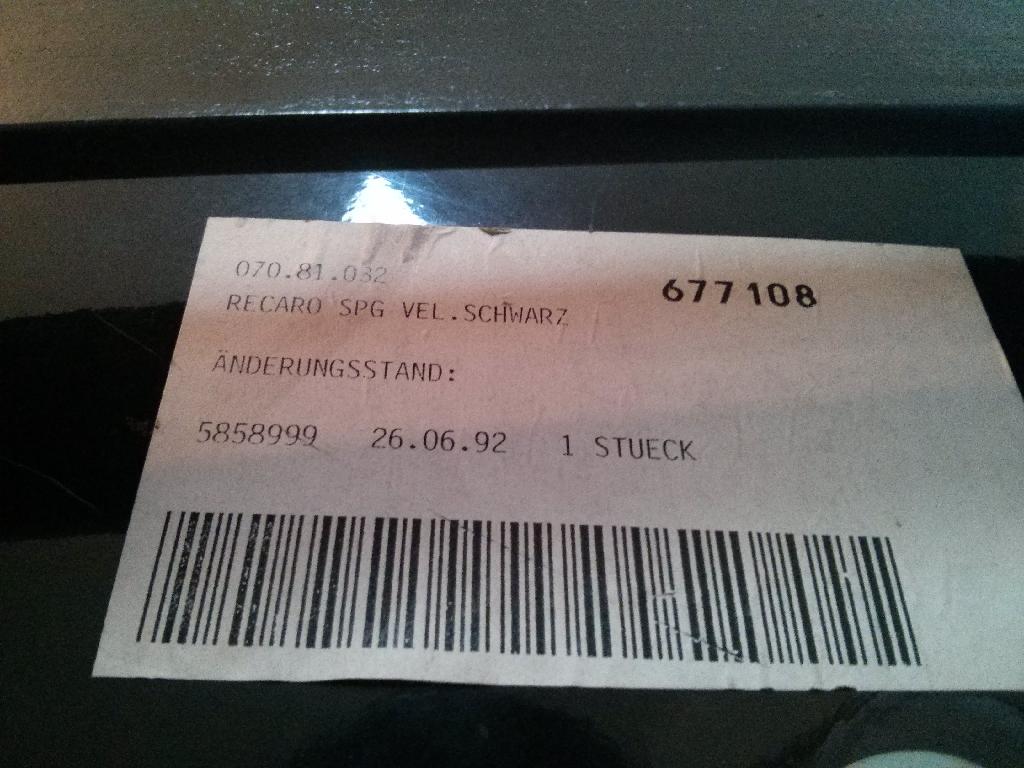 070.81.032
677108
RECARO SPG VEL.SCHWARZ
ÄNDERUNGSSTAND:
5858999 26.06.92 1 STUECK